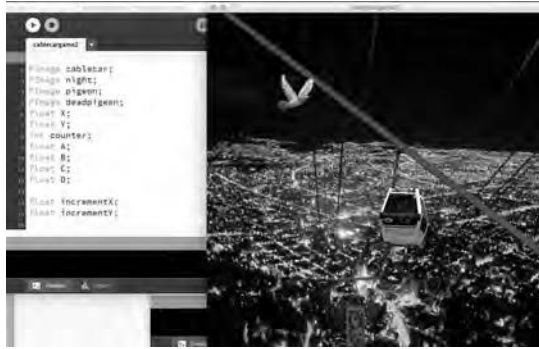 cablecargame2
PImage cablecar;
PImage night;
PImage pigeon;
PImage deadpigeon;
float X;
float Y;
int counter;
float A;
float B;
float C;
float D;
float incrementX;
float incrementY;